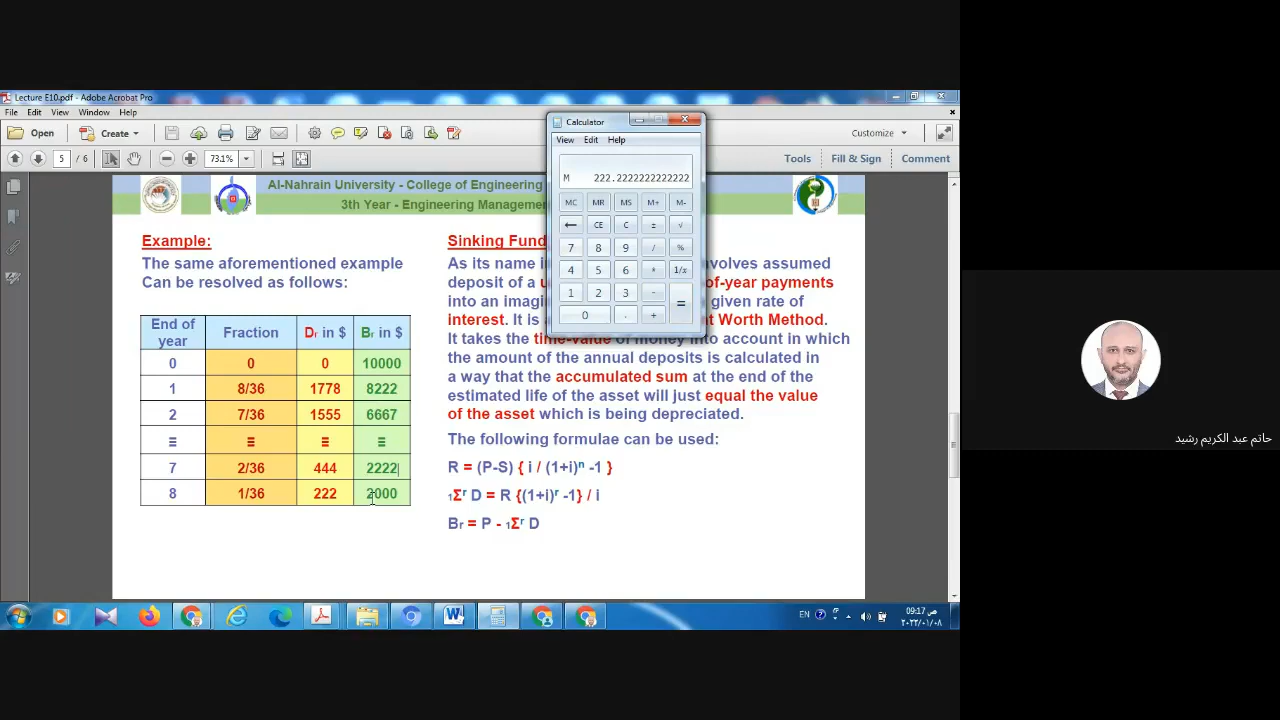 Lecture E10.pdf - Adobe Acrobat Pro
File Edit View Window Help
Open Create Customize
5 / 6 73.1% Tools Fill & Sign Comment
Al-Nahrain University - College of Engineering
3th Year - Engineering Managemen
Example:
The same aforementioned example
Can be resolved as follows:
End of year Fraction Dr in $ Br in $
0 0 0 10000
1 8/36 1778 8222
2 7/36 1555 6667
≡ ≡ ≡ ≡
7 2/36 444 2222
8 1/36 222 2000
Sinking Fund
As its name i nvolves assumed
deposit of a u of-year payments
into an imagi given rate of
interest. It is t Worth Method.
It takes the time-value of money into account in which
the amount of the annual deposits is calculated in
a way that the accumulated sum at the end of the
estimated life of the asset will just equal the value
of the asset which is being depreciated.
The following formulae can be used:
R = (P-S) { i / (1+i)ⁿ -1 }
₁Σʳ D = R {(1+i)ʳ -1} / i
Br = P - ₁Σʳ D
Calculator
View Edit Help
M 222.2222222222222
MC MR MS M+ M-
← CE C ± √
7 8 9 / %
4 5 6 * 1/x
1 2 3 - =
0 . +
حاتم عبد الكريم رشيد
EN
09:17 ص
٢٠٢٢/٠١/٠٨